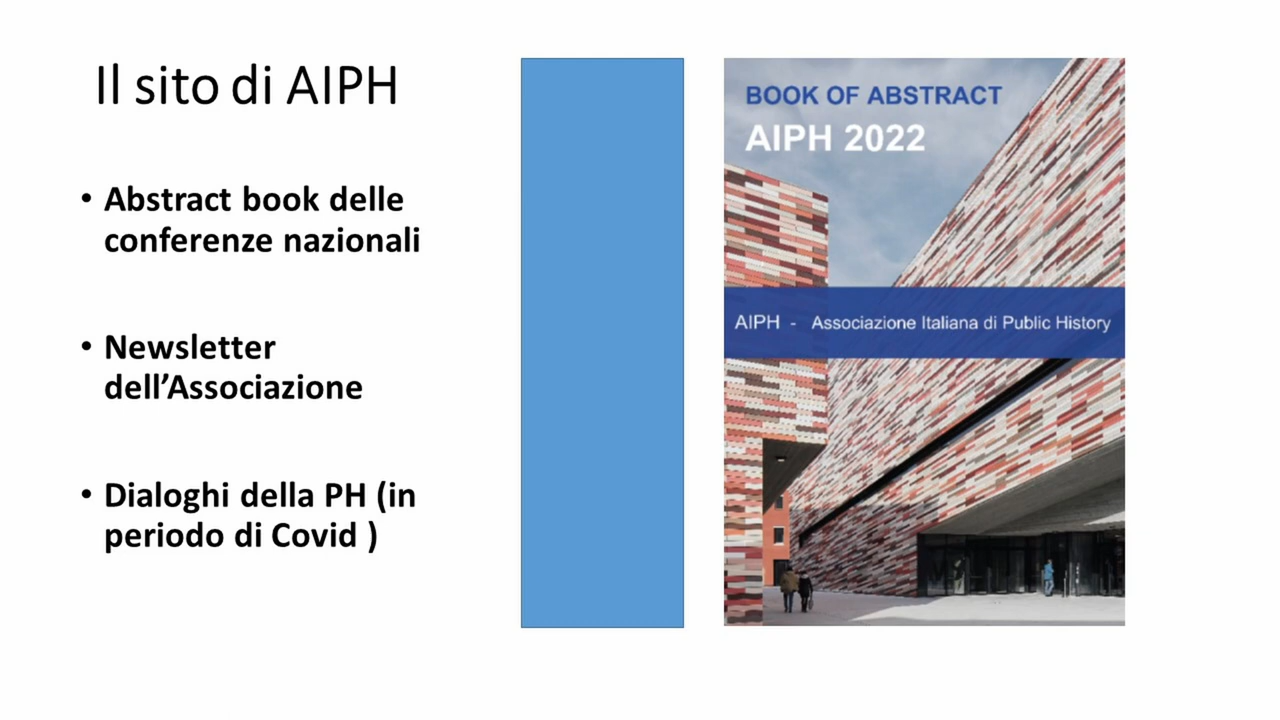 Il sito di AIPH
• Abstract book delle
conferenze nazionali
• Newsletter
dell’Associazione
• Dialoghi della PH (in
periodo di Covid )
BOOK OF ABSTRACT
AIPH 2022
AIPH - Associazione Italiana di Public History